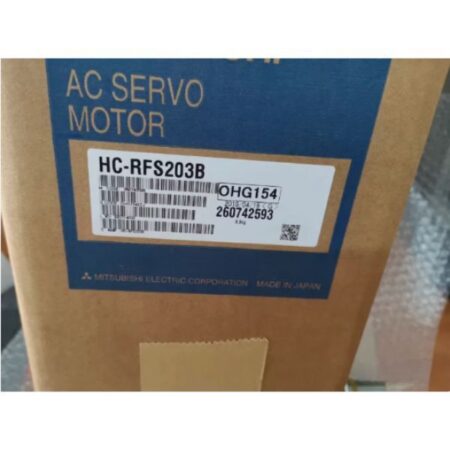 AC SERVO
MOTOR
HC-RFS203B
OHG154
260742593
MITSUBISHI ELECTRIC CORPORATION MADE IN JAPAN